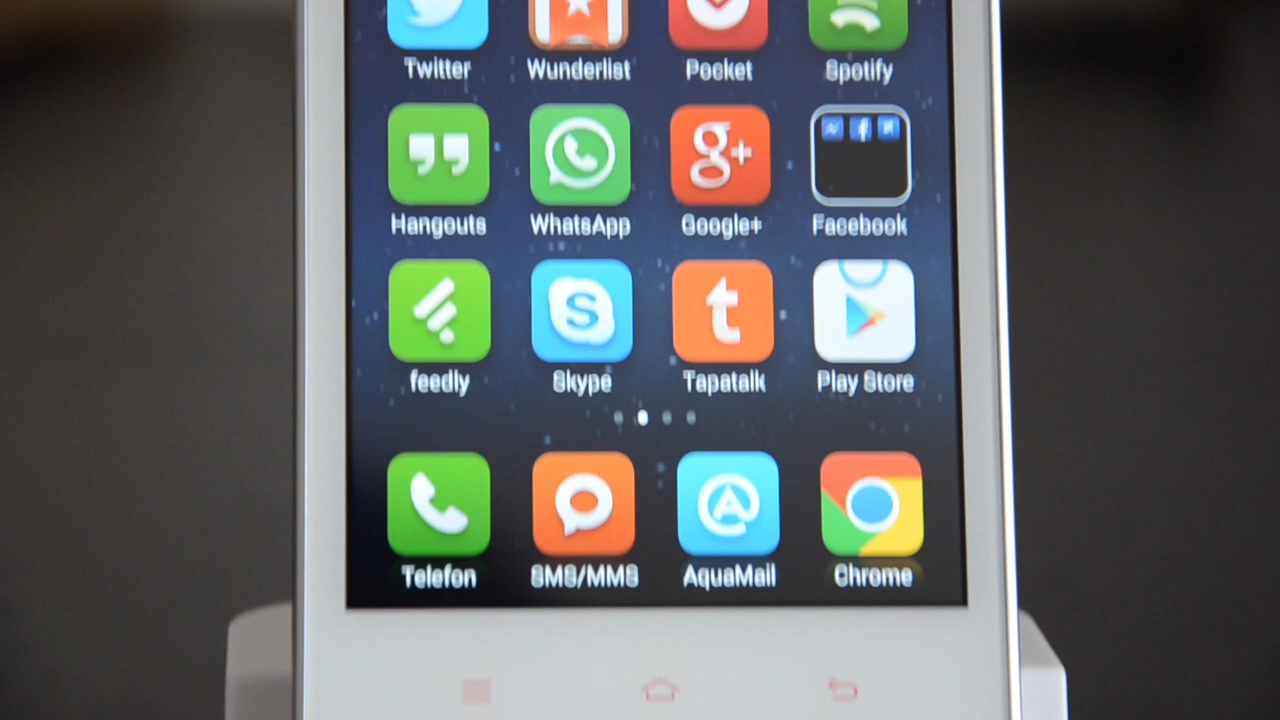 Twitter Wunderlist Pocket Spotify
g+
Hangouts WhatsApp Google+ Facebook
S t
feedly Skype Tapatalk Play Store
Telefon SMS/MMS AquaMail Chrome